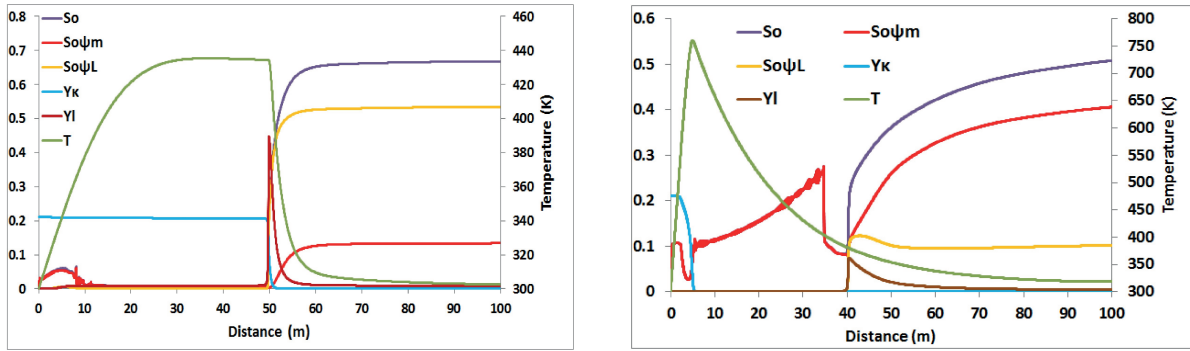 So
Soψm
SoψL
Yκ
Yl
T
0.8
0.7
0.6
0.5
0.4
0.3
0.2
0.1
0
460
440
420
400
380
360
340
320
300
Temperature (K)
0 10 20 30 40 50 60 70 80 90 100
Distance (m)
So Soψm
SoψL Yκ
Yl T
0.6
0.5
0.4
0.3
0.2
0.1
0
800
750
700
650
600
550
500
450
400
350
300
Temperature (K)
0 10 20 30 40 50 60 70 80 90 100
Distance (m)